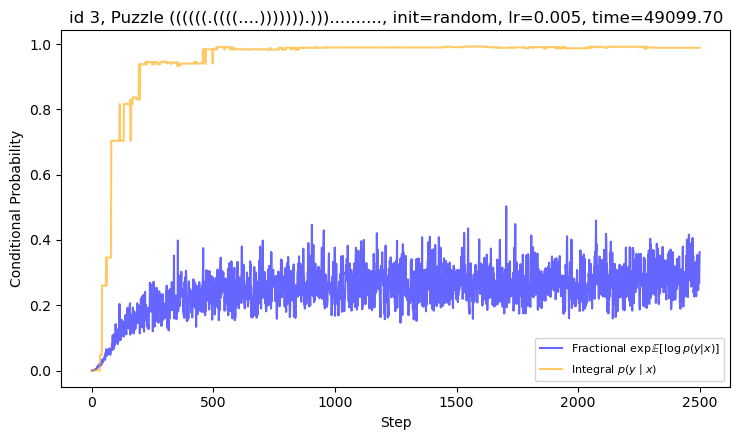 id 3, Puzzle ((((((.((((....))))))).))).........., init=random, lr=0.005, time=49099.70
Conditional Probability
1.0
0.8
0.6
0.4
0.2
0.0
Fractional exp𝔼[log p(y|x)]
Integral p(y | x)
0
500
1000
1500
2000
2500
Step